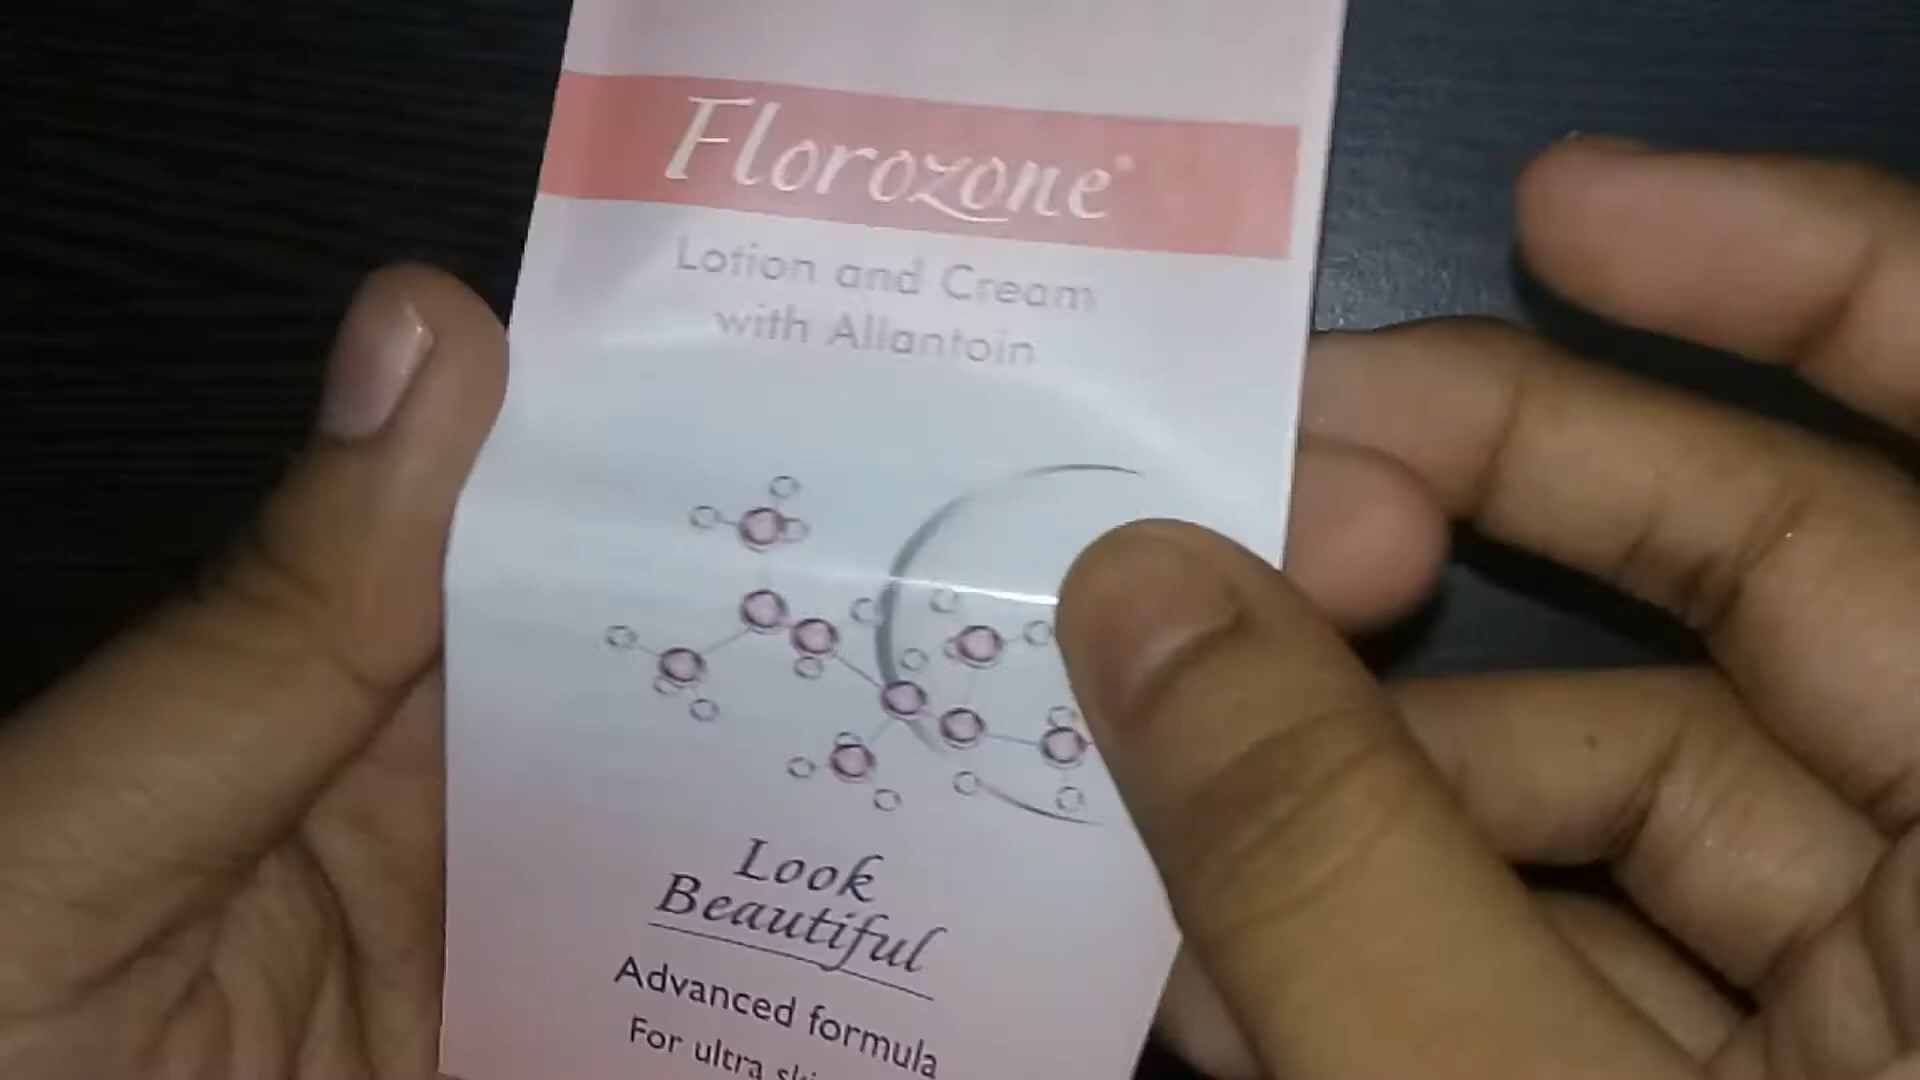 Florozone
Lotion and Cream
with Allantoin
Look
Beautiful
Advanced formula
For ultra